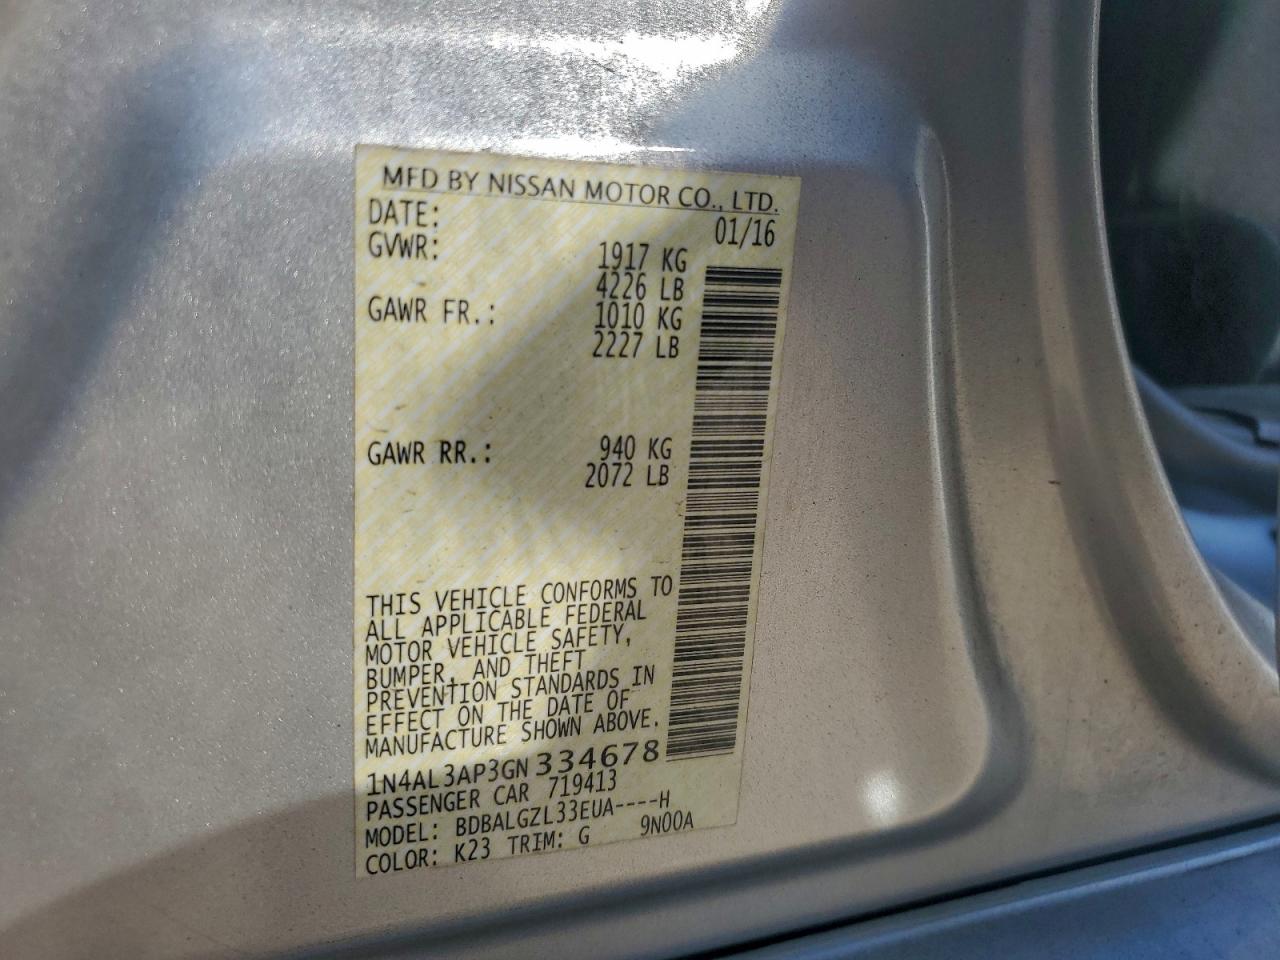 MFD BY NISSAN MOTOR CO., LTD.
DATE: 01/16
GVWR: 1917 KG
4226 LB
GAWR FR.: 1010 KG
2227 LB
GAWR RR.: 940 KG
2072 LB
THIS VEHICLE CONFORMS TO
ALL APPLICABLE FEDERAL
MOTOR VEHICLE SAFETY,
BUMPER, AND THEFT
PREVENTION STANDARDS IN
EFFECT ON THE DATE OF
MANUFACTURE SHOWN ABOVE.
1N4AL3AP3GN334678
PASSENGER CAR 719413
MODEL: BDBALGZL33EUA----H
COLOR: K23 TRIM: G 9N00A